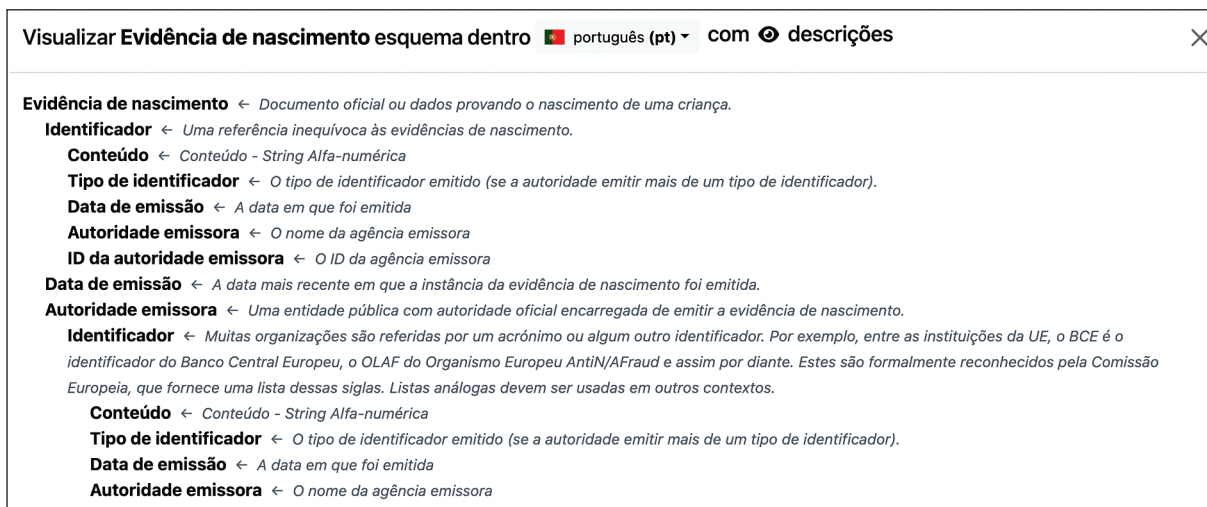 Visualizar Evidência de nascimento esquema dentro português (pt) com descrições
Evidência de nascimento ← Documento oficial ou dados provando o nascimento de uma criança.
Identificador ← Uma referência inequívoca às evidências de nascimento.
Conteúdo ← Conteúdo - String Alfa-numérica
Tipo de identificador ← O tipo de identificador emitido (se a autoridade emitir mais de um tipo de identificador).
Data de emissão ← A data em que foi emitida
Autoridade emissora ← O nome da agência emissora
ID da autoridade emissora ← O ID da agência emissora
Data de emissão ← A data mais recente em que a instância da evidência de nascimento foi emitida.
Autoridade emissora ← Uma entidade pública com autoridade oficial encarregada de emitir a evidência de nascimento.
Identificador ← Muitas organizações são referidas por um acrónimo ou algum outro identificador. Por exemplo, entre as instituições da UE, o BCE é o
identificador do Banco Central Europeu, o OLAF do Organismo Europeu AntiN/AFraud e assim por diante. Estes são formalmente reconhecidos pela Comissão
Europeia, que fornece uma lista dessas siglas. Listas análogas devem ser usadas em outros contextos.
Conteúdo ← Conteúdo - String Alfa-numérica
Tipo de identificador ← O tipo de identificador emitido (se a autoridade emitir mais de um tipo de identificador).
Data de emissão ← A data em que foi emitida
Autoridade emissora ← O nome da agência emissora